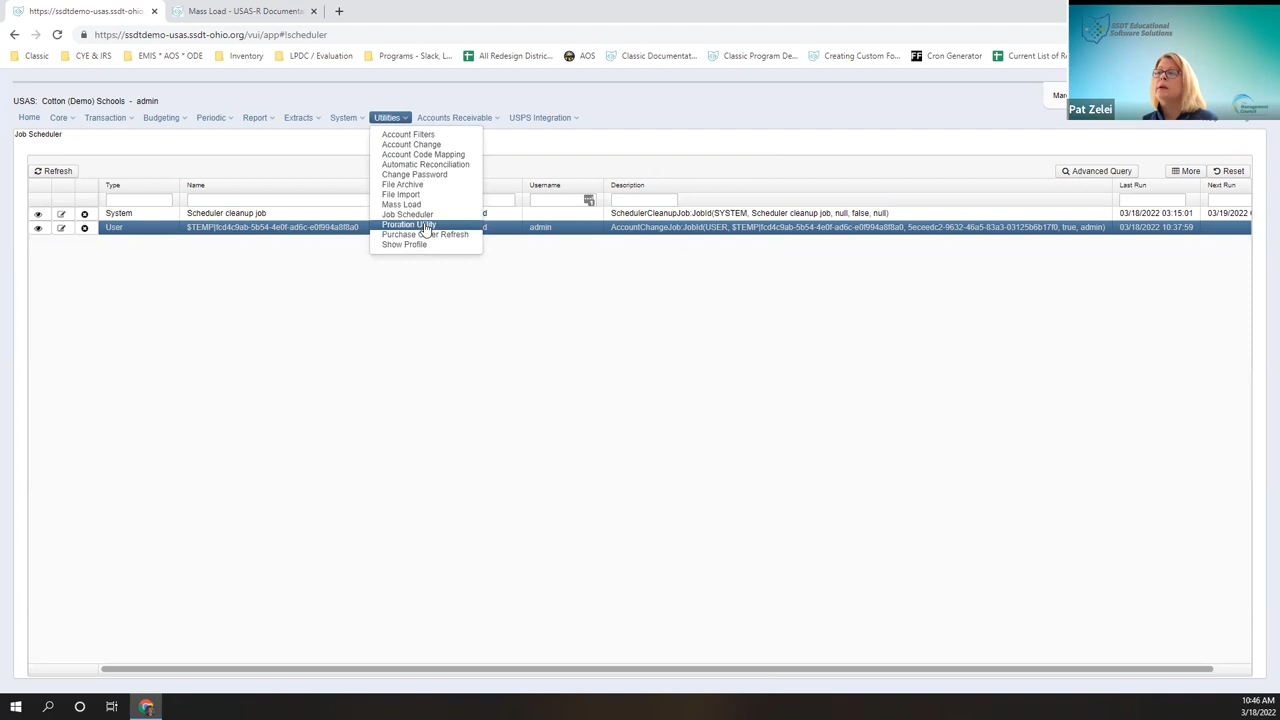 https://ssdtdemo-usas.ssdt-ohio
Mass Load - USAS-R Documenta
https://ssdtdemo-usas.ssdt-ohio.org/vui/app#!scheduler
Classic
CYE & IRS
EMIS * AOS * ODE
Inventory
LPDC / Evaluation
Programs - Slack, L...
All Redesign Distric...
AOS
Classic Documentat...
Classic Program De...
Creating Custom Fo...
Cron Generator
Current List of R
SSDT Educational
Software Solutions
Management
Council
Pat Zelei
USAS: Cotton (Demo) Schools - admin
Mar
Home
Core
Transaction
Budgeting
Periodic
Report
Extracts
System
Utilities
Accounts Receivable
USPS Integration
Job Scheduler
Account Filters
Account Change
Account Code Mapping
Automatic Reconciliation
Change Password
File Archive
File Import
Mass Load
Job Scheduler
Proration Utility
Purchase Refresh
Show Profile
Refresh
Advanced Query
More
Reset
Type Name Username Description Last Run Next Run
System Scheduler cleanup job d SchedulerCleanupJob:JobId(SYSTEM, Scheduler cleanup job, null, false, null) 03/18/2022 03:15:01 03/19/2022
User $TEMP|fcd4c9ab-5b54-4e0f-ad6c-e0f994a8f8a0 d admin AccountChangeJob:JobId(USER, $TEMP|fcd4c9ab-5b54-4e0f-ad6c-e0f994a8f8a0, 5eceedc2-9632-46a5-83a3-03125b6b17f0, true, admin) 03/18/2022 10:37:59
10:46 AM
3/18/2022